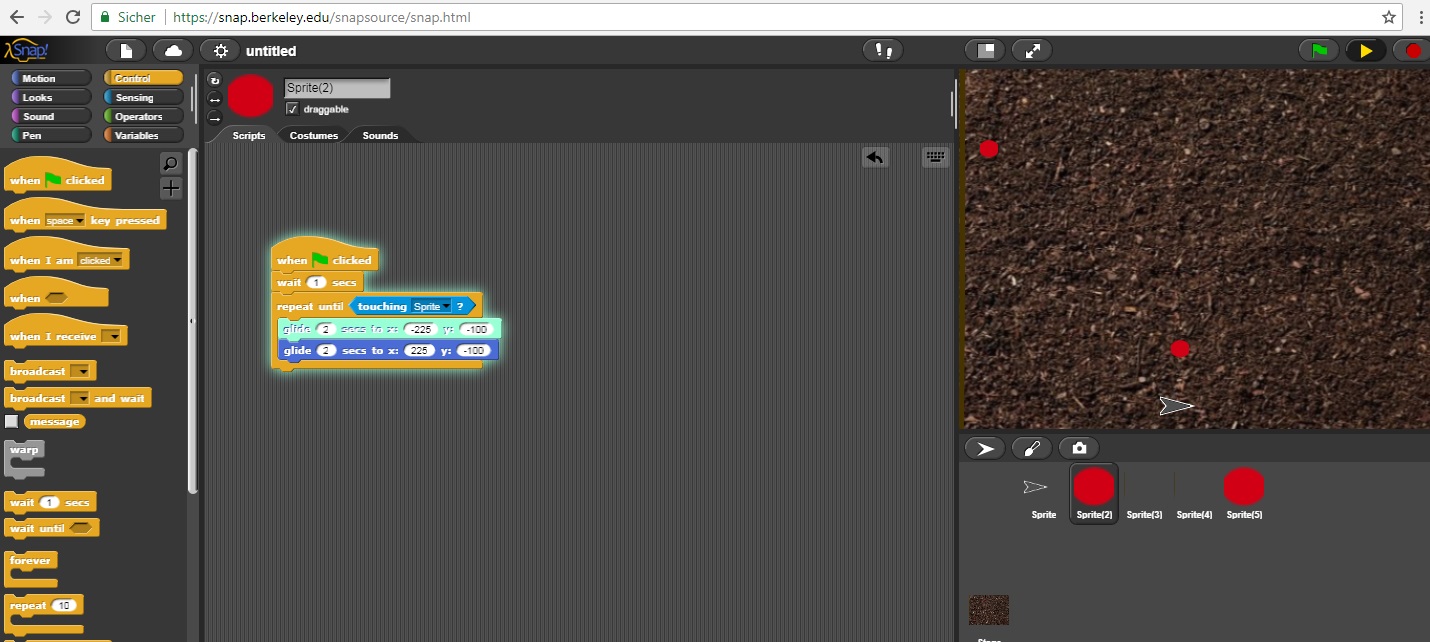 Sicher https://snap.berkeley.edu/snapsource/snap.html
Snap! untitled
Motion Control
Looks Sensing
Sound Operators
Pen Variables
Sprite(2)
draggable
Scripts Costumes Sounds
when clicked
when space key pressed
when I am clicked
when
when I receive
broadcast
broadcast and wait
message
warp
wait 1 secs
wait until
forever
repeat 10
when clicked
wait 1 secs
repeat until touching Sprite ?
glide 2 secs to x: -225 y: -100
glide 2 secs to x: 225 y: -100
Sprite Sprite(2) Sprite(3) Sprite(4) Sprite(5)